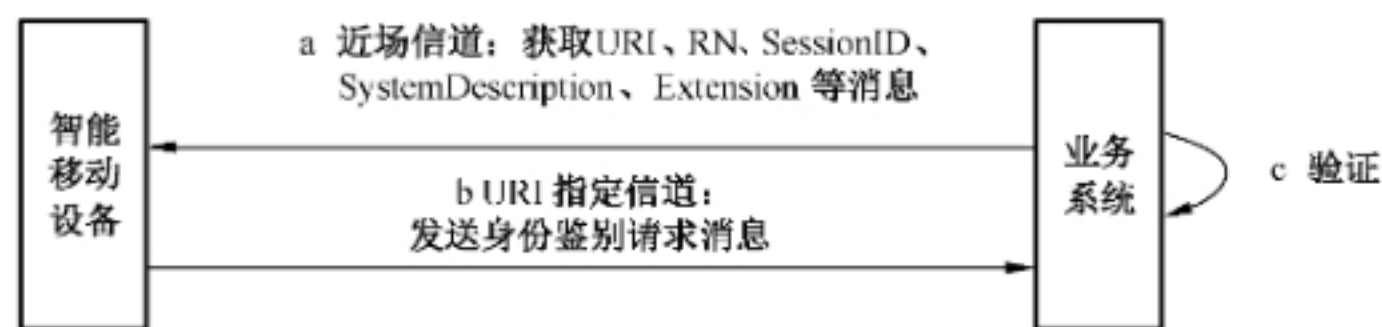 a 近场信道：获取URI、RN、SessionID、
SystemDescription、Extension 等消息
智能
移动
设备
业务
系统
c 验证
b URI 指定信道：
发送身份鉴别请求消息